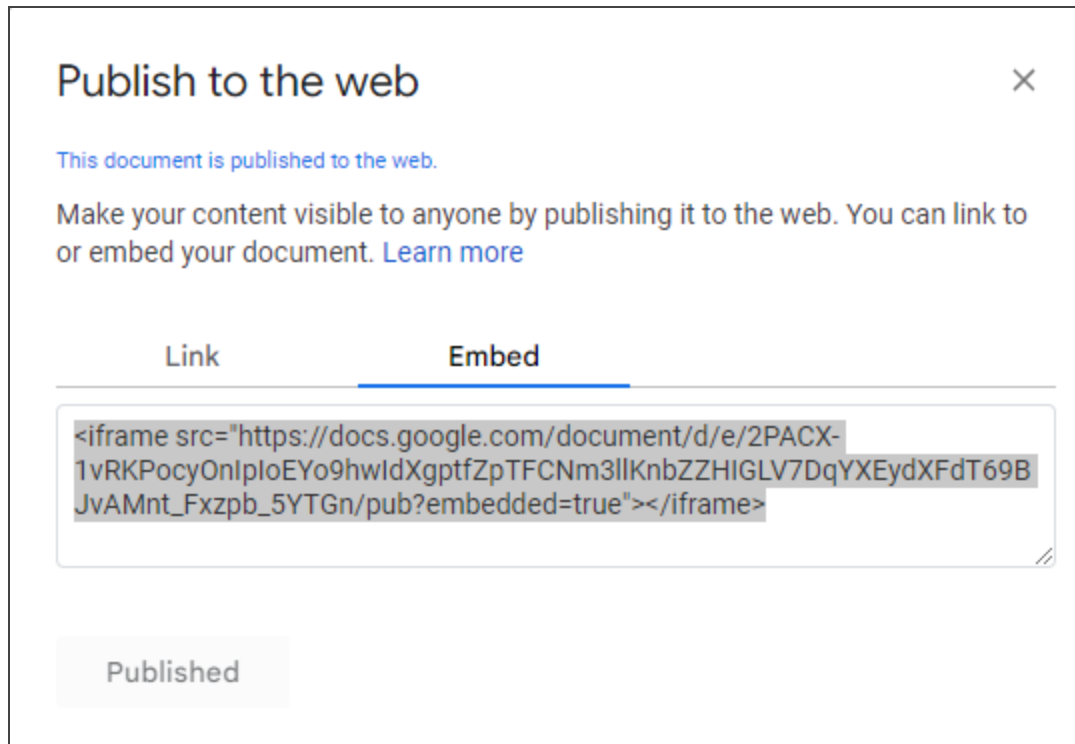 Publish to the web
This document is published to the web.
Make your content visible to anyone by publishing it to the web. You can link to
or embed your document. Learn more
Link Embed
<iframe src="https://docs.google.com/document/d/e/2PACX-
1vRKPocyOnIpIoEYo9hwIdXgptfZpTFCNm3llKnbZZHIGLV7DqYXEydXFdT69B
JvAMnt_Fxzpb_5YTGn/pub?embedded=true"></iframe>
Published